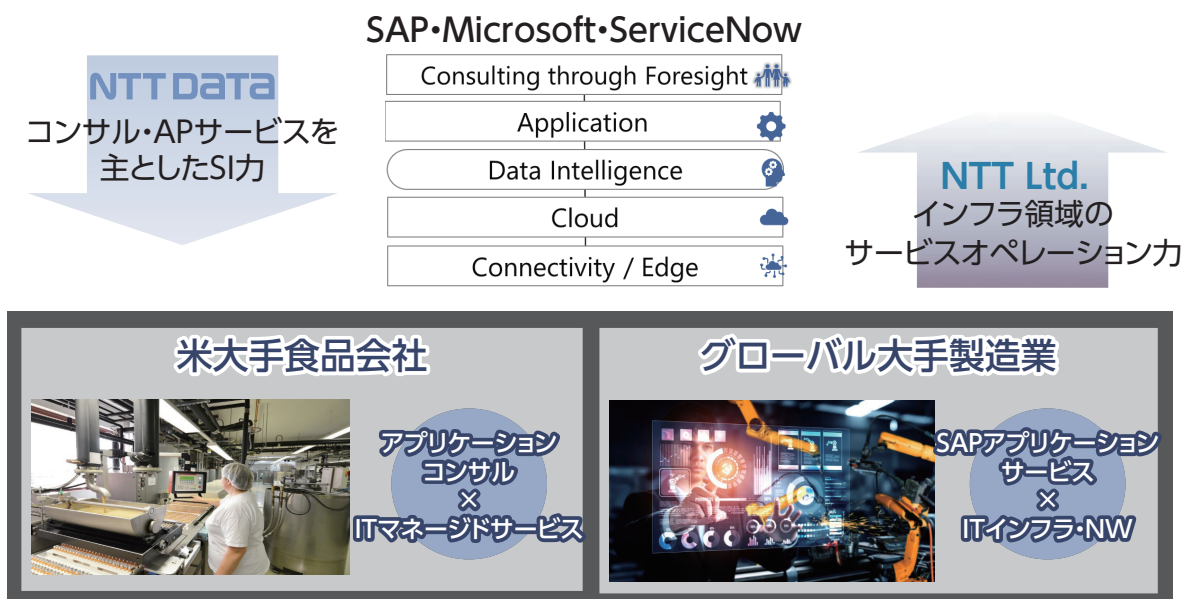 SAP・Microsoft・ServiceNow
NTT DATA
コンサル・APサービスを
主としたSI力
Consulting through Foresight
Application
Data Intelligence
Cloud
Connectivity / Edge
NTT Ltd.
インフラ領域の
サービスオペレーション力
米大手食品会社
アプリケーション
コンサル
×
ITマネージドサービス
グローバル大手製造業
SAPアプリケーション
サービス
×
ITインフラ・NW